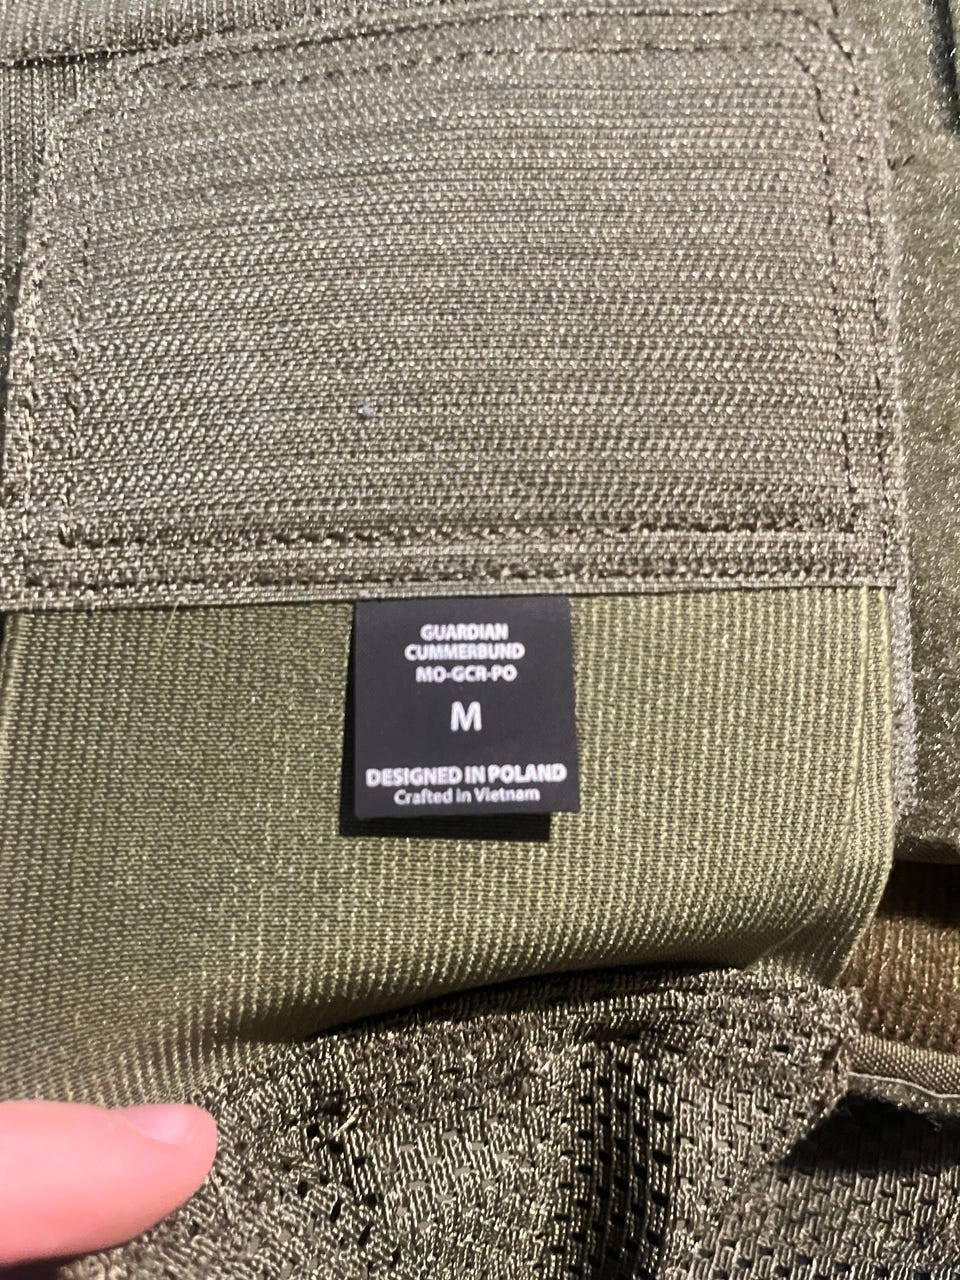 GUARDIAN
CUMMERBUND
MO-GCR-PO
M
DESIGNED IN POLAND
Crafted in Vietnam